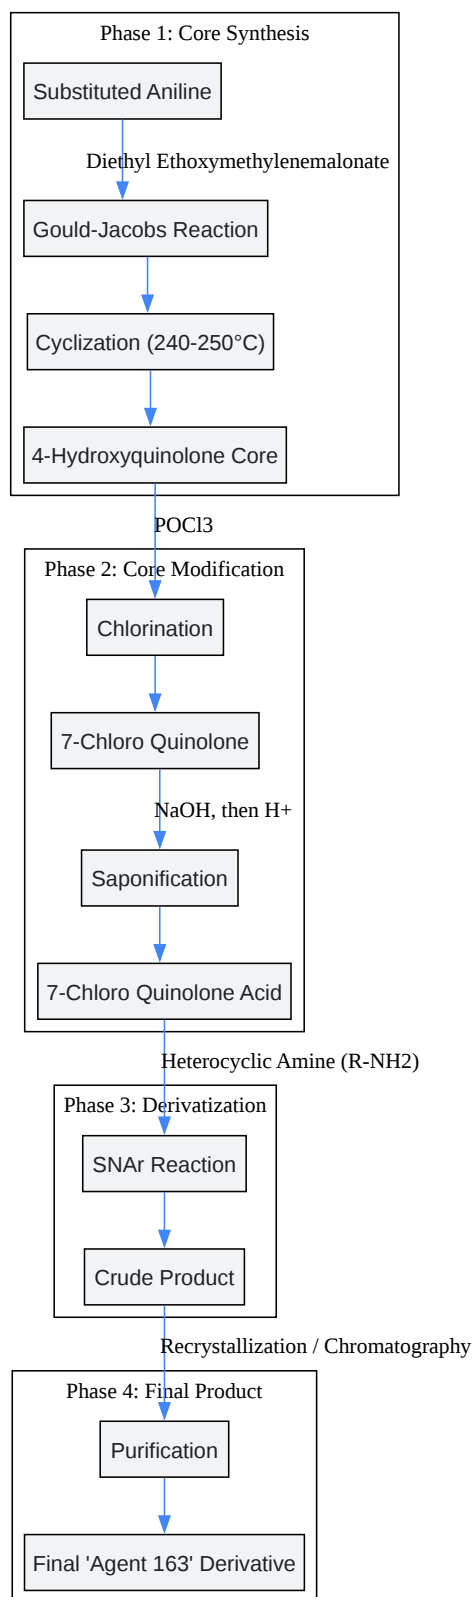 Phase 1: Core Synthesis
Substituted Aniline
Diethyl Ethoxymethylenemalonate
Gould-Jacobs Reaction
Cyclization (240-250°C)
4-Hydroxyquinolone Core
POCl3
Phase 2: Core Modification
Chlorination
7-Chloro Quinolone
NaOH, then H+
Saponification
7-Chloro Quinolone Acid
Heterocyclic Amine (R-NH2)
Phase 3: Derivatization
SNAr Reaction
Crude Product
Recrystallization / Chromatography
Phase 4: Final Product
Purification
Final 'Agent 163' Derivative